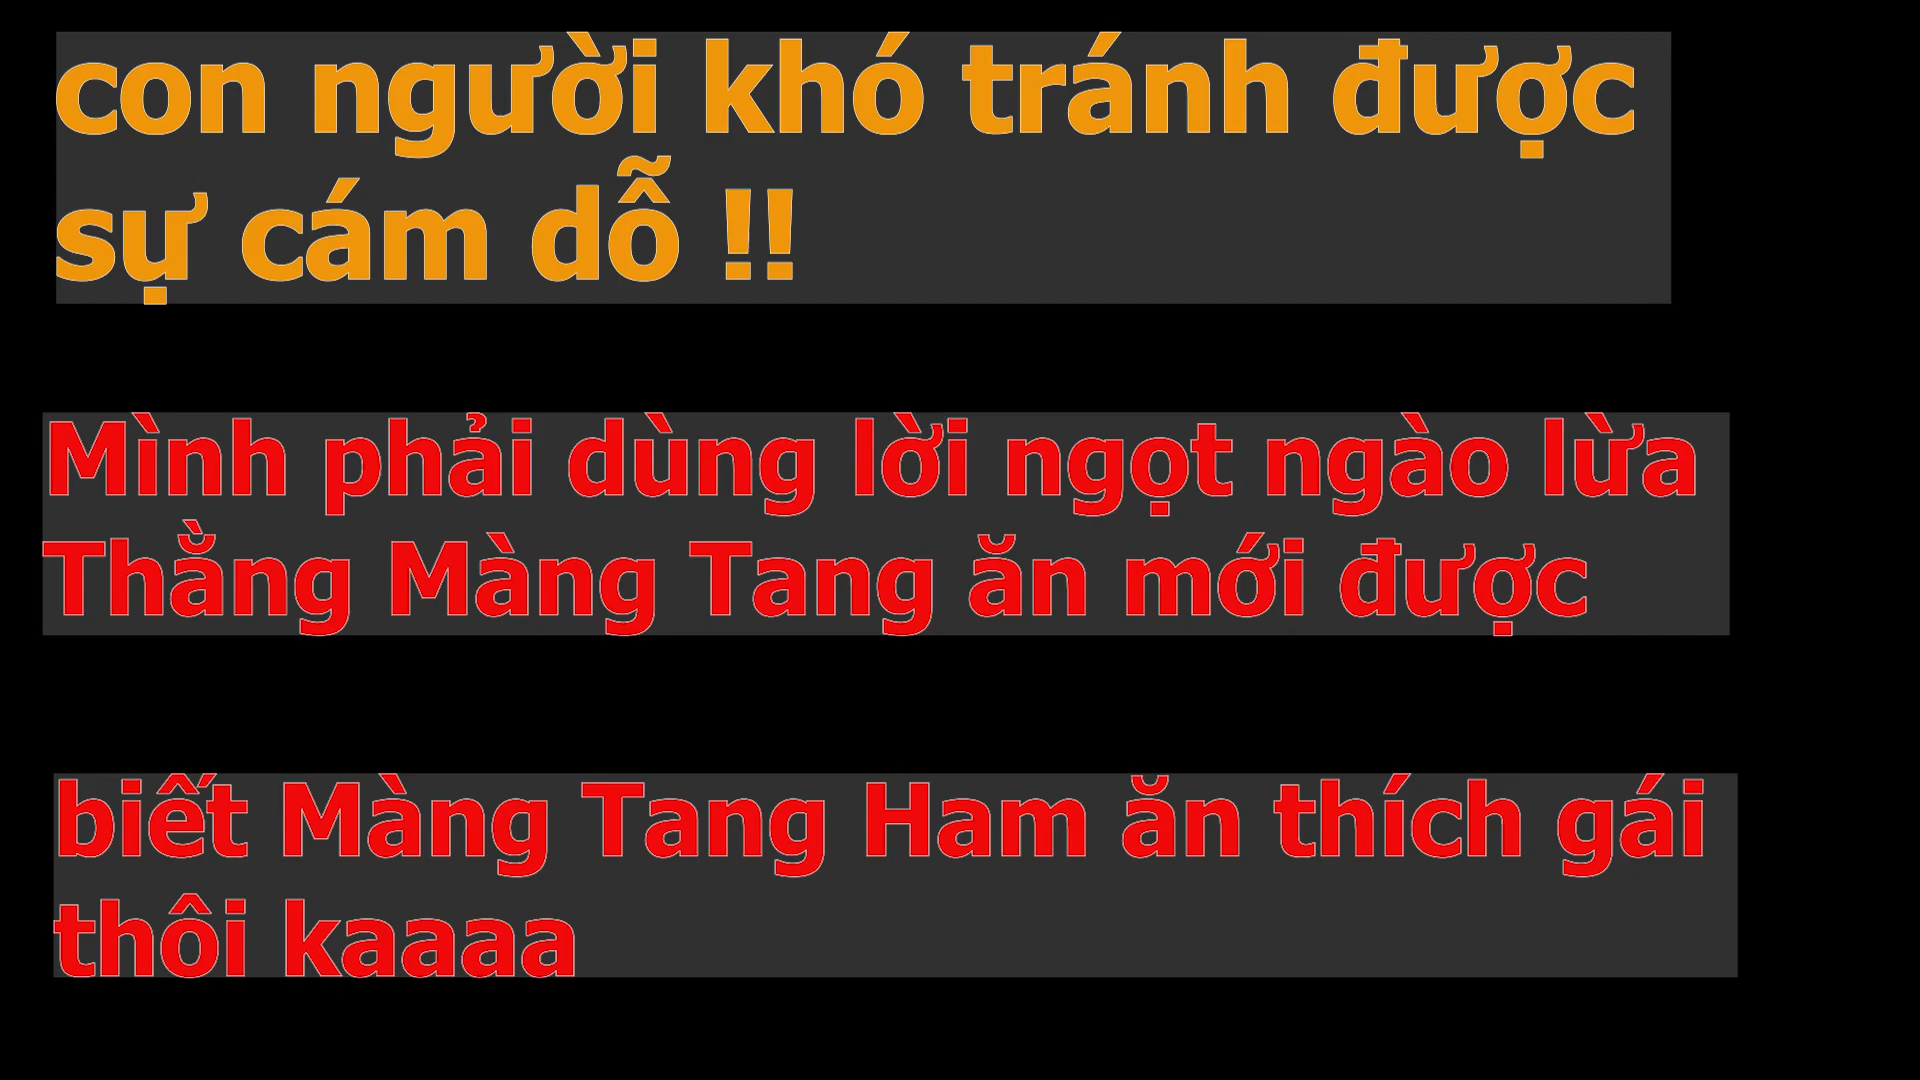 con người khó tránh được
sự cám dỗ !!
Mình phải dùng lời ngọt ngào lừa
Thằng Màng Tang ăn mới được
biết Màng Tang Ham ăn thích gái
thôi kaaaa